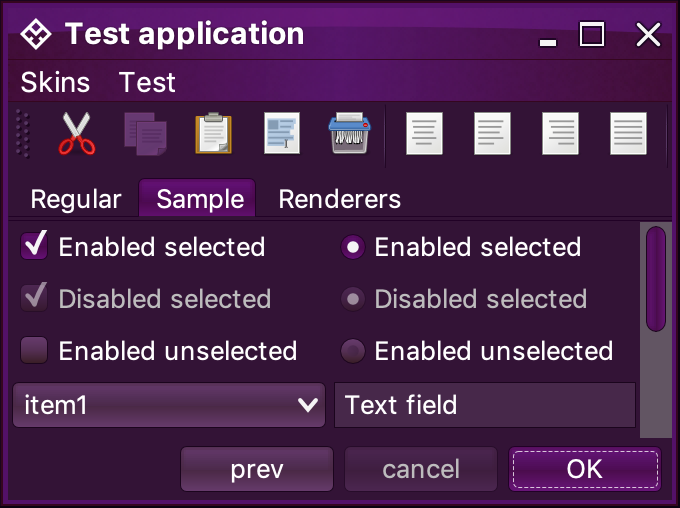 Test application
Skins Test
Regular Sample Renderers
Enabled selected Enabled selected
Disabled selected Disabled selected
Enabled unselected Enabled unselected
item1 Text field
prev cancel OK